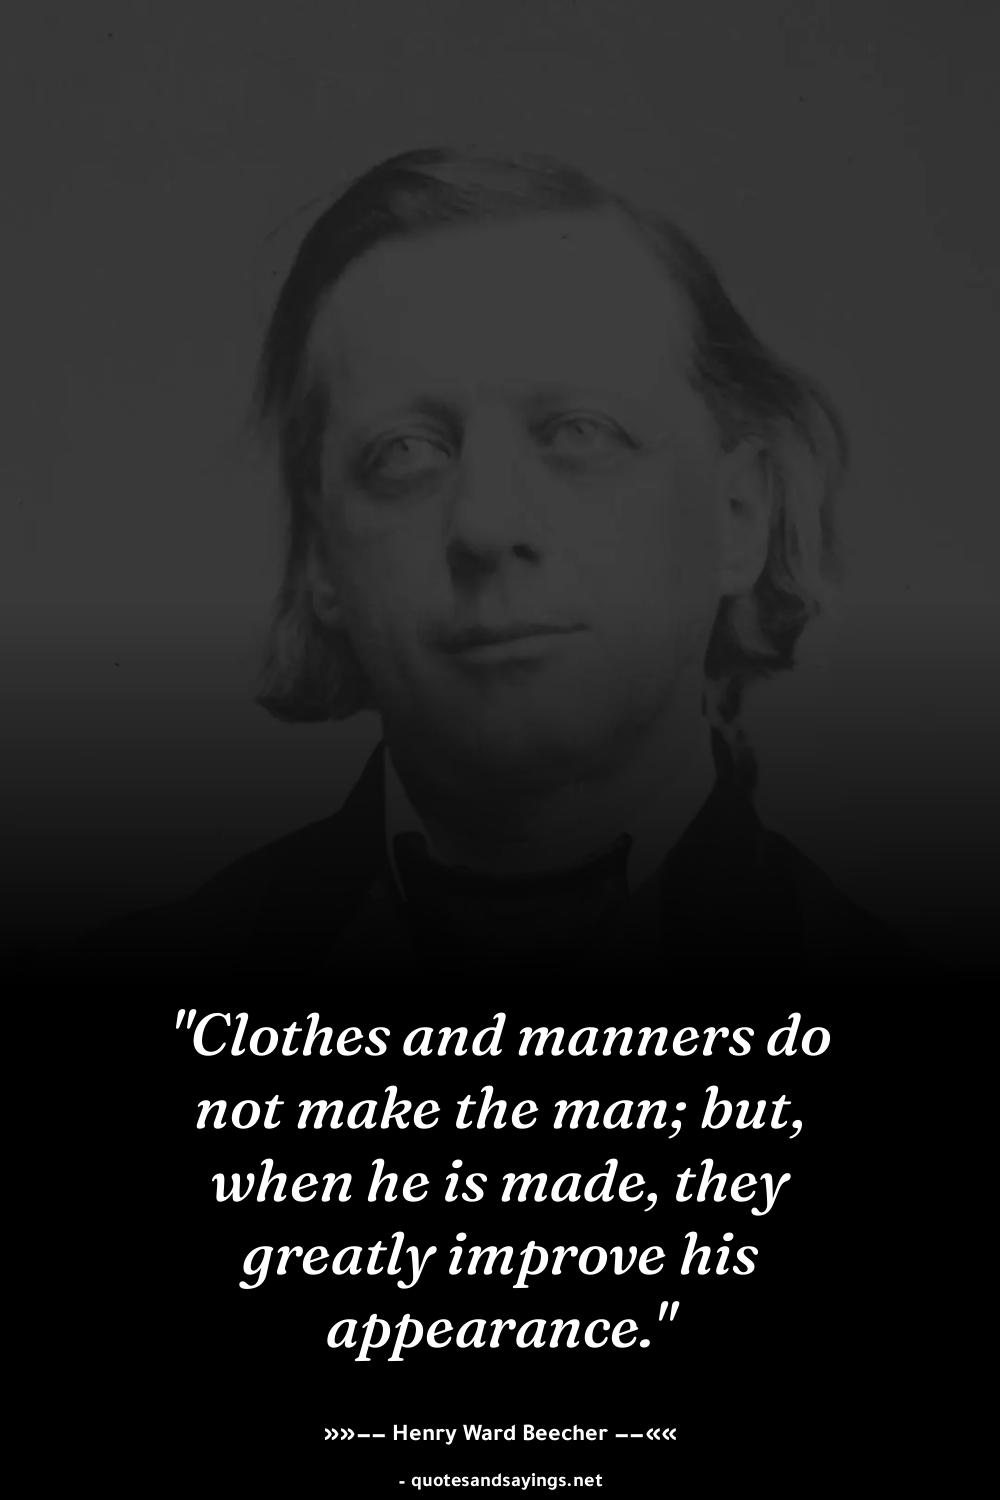 "Clothes and manners do
not make the man; but,
when he is made, they
greatly improve his
appearance."
»»−− Henry Ward Beecher −−««
- quotesandsayings.net